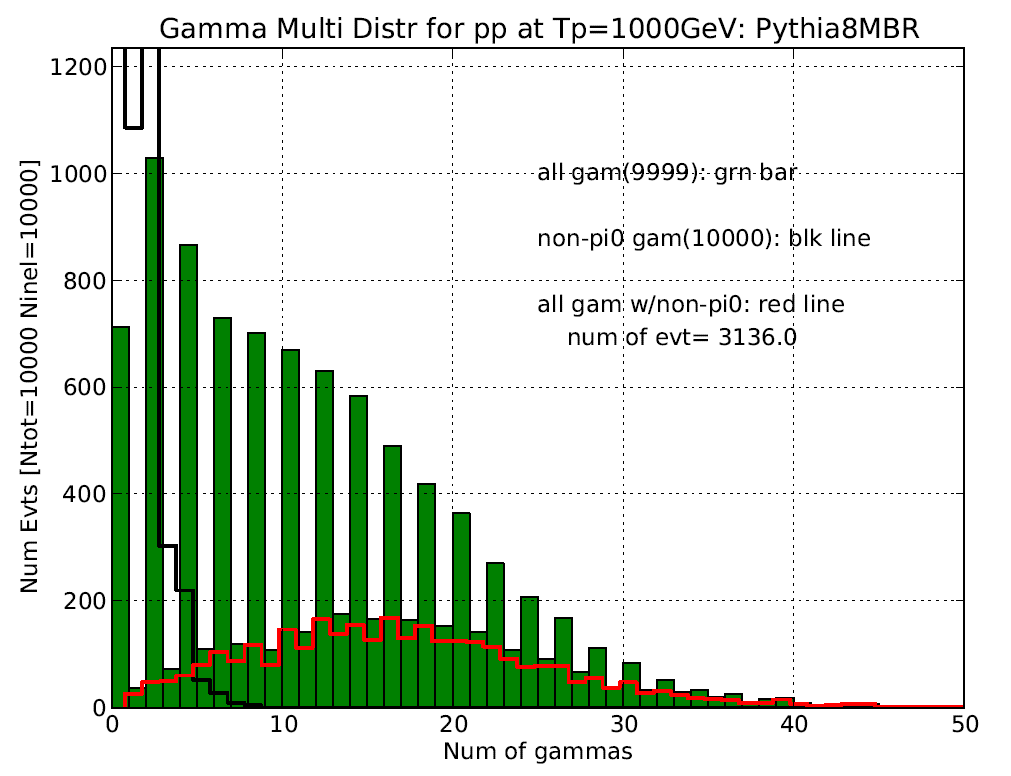 Gamma Multi Distr for pp at Tp=1000GeV: Pythia8MBR
Num Evts [Ntot=10000 Ninel=10000]
1200
1000
800
600
400
200
0
all gam(9999): grn bar
non-pi0 gam(10000): blk line
all gam w/non-pi0: red line
num of evt= 3136.0
0 10 20 30 40 50
Num of gammas